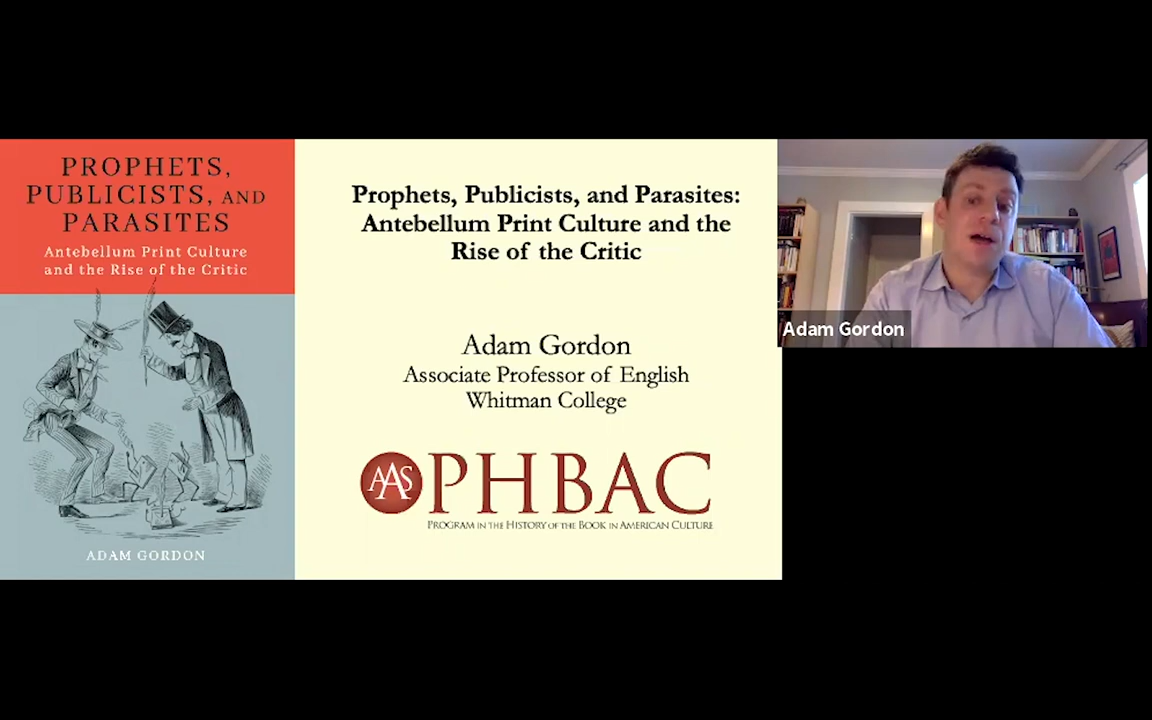 PROPHETS,
PUBLICISTS, AND
PARASITES
Antebellum Print Culture
and the Rise of the Critic
ADAM GORDON
Prophets, Publicists, and Parasites:
Antebellum Print Culture and the
Rise of the Critic
Adam Gordon
Associate Professor of English
Whitman College
AAS PHBAC
PROGRAM IN THE HISTORY OF THE BOOK IN AMERICAN CULTURE
Adam Gordon